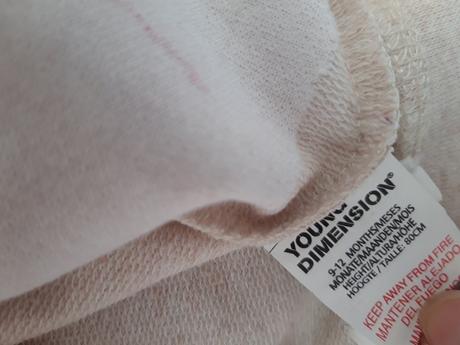 YOUNG
DIMENSION®
9-12 MONTHS/MESES
MONATE/MAANDEN/MOIS
HEIGHT/ALTURA/HÖHE
HOOGTE / TAILLE: 80CM
KEEP AWAY FROM FIRE
MANTENER ALEJADO
DEL FUEGO